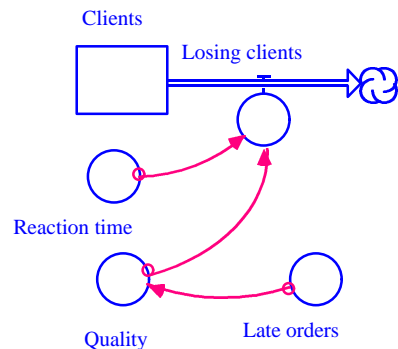 Clients
Losing clients
Reaction time
Quality
Late orders